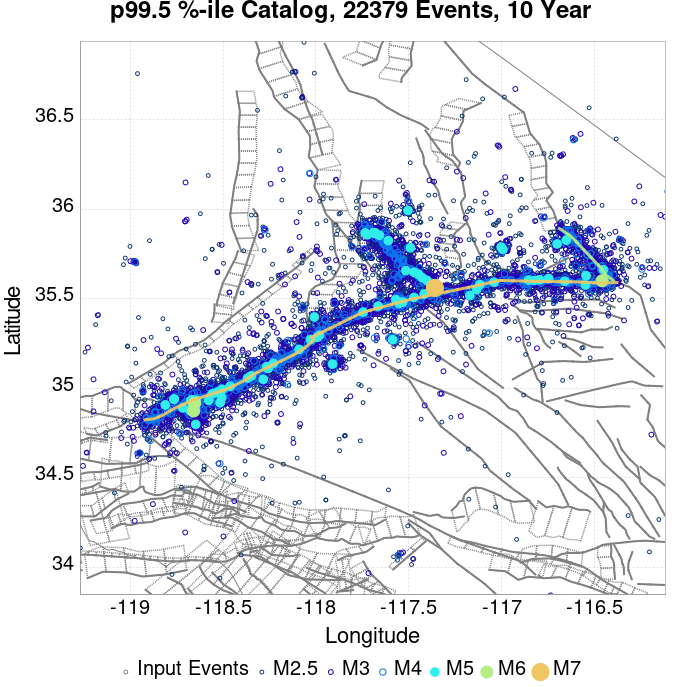 p99.5 %-ile Catalog, 22379 Events, 10 Year
36.5
36
35.5
35
34.5
34
Latitude
-119 -118.5 -118 -117.5 -117 -116.5
Longitude
Input Events M2.5 M3 M4 M5 M6 M7